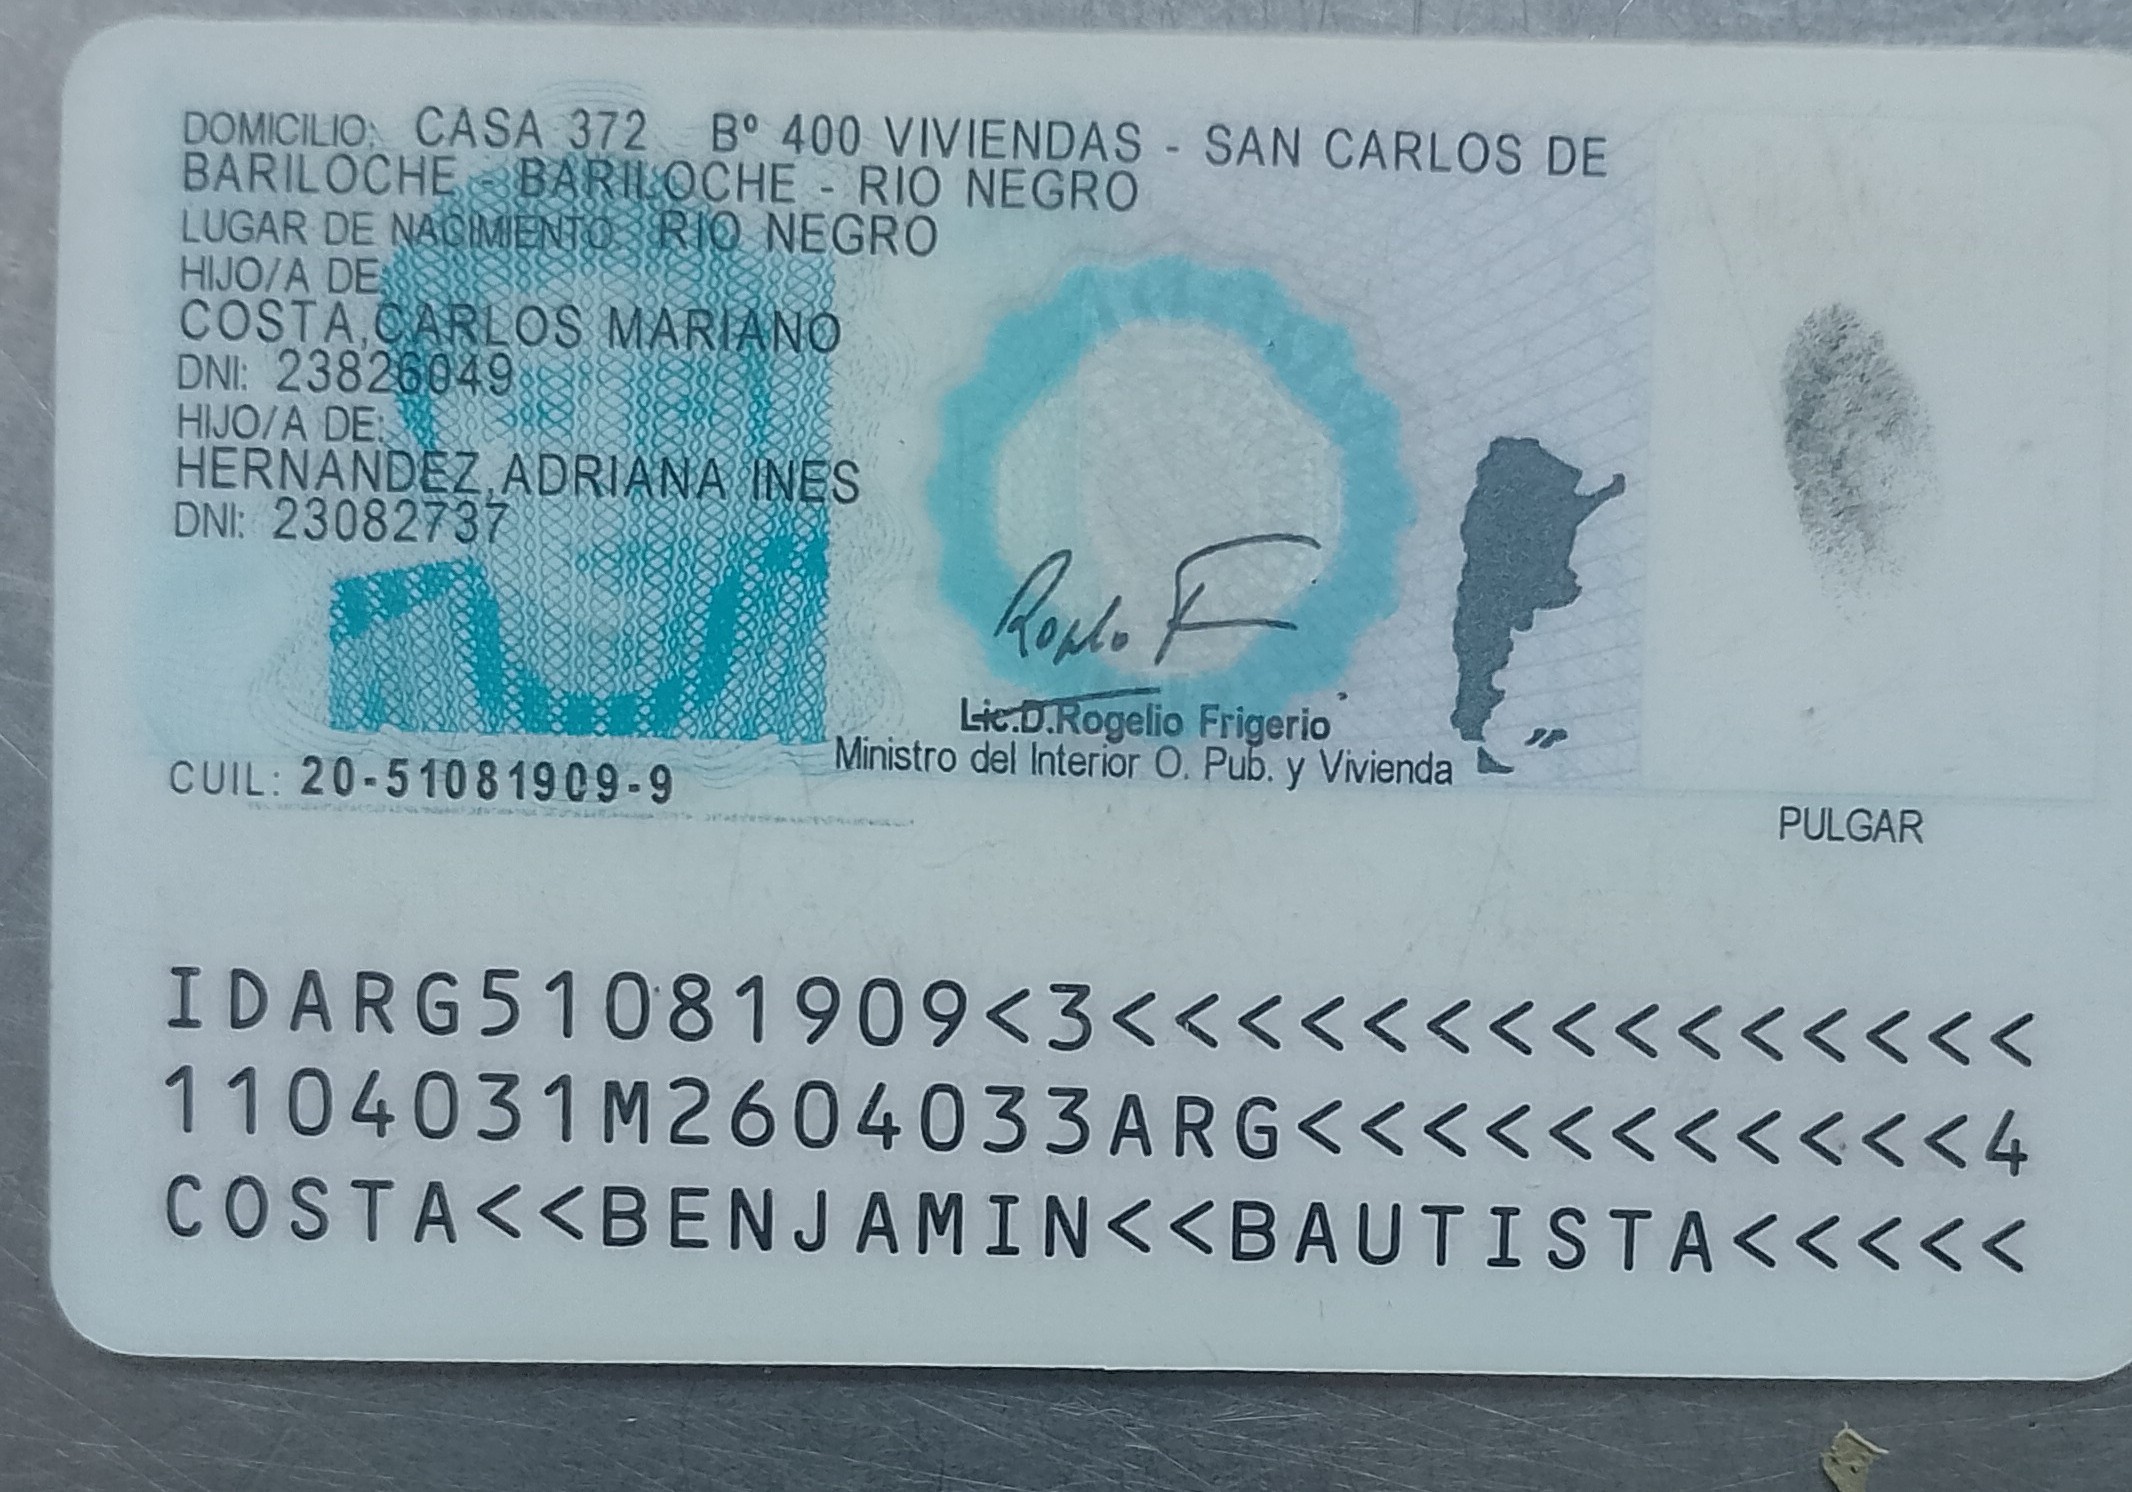 DOMICILIO: CASA 372 Bº 400 VIVIENDAS - SAN CARLOS DE
BARILOCHE - BARILOCHE - RIO NEGRO
LUGAR DE NACIMIENTO: RIO NEGRO
HIJO/A DE:
COSTA,CARLOS MARIANO
DNI: 23826049
HIJO/A DE:
HERNANDEZ,ADRIANA INES
DNI: 23082737
Lic.D.Rogelio Frigerio
Ministro del Interior O. Pub. y Vivienda
CUIL: 20-51081909-9
PULGAR
IDARG51081909<3<<<<<<<<<<<<<<<
1104031M2604033ARG<<<<<<<<<<<4
COSTA<<BENJAMIN<<BAUTISTA<<<<<